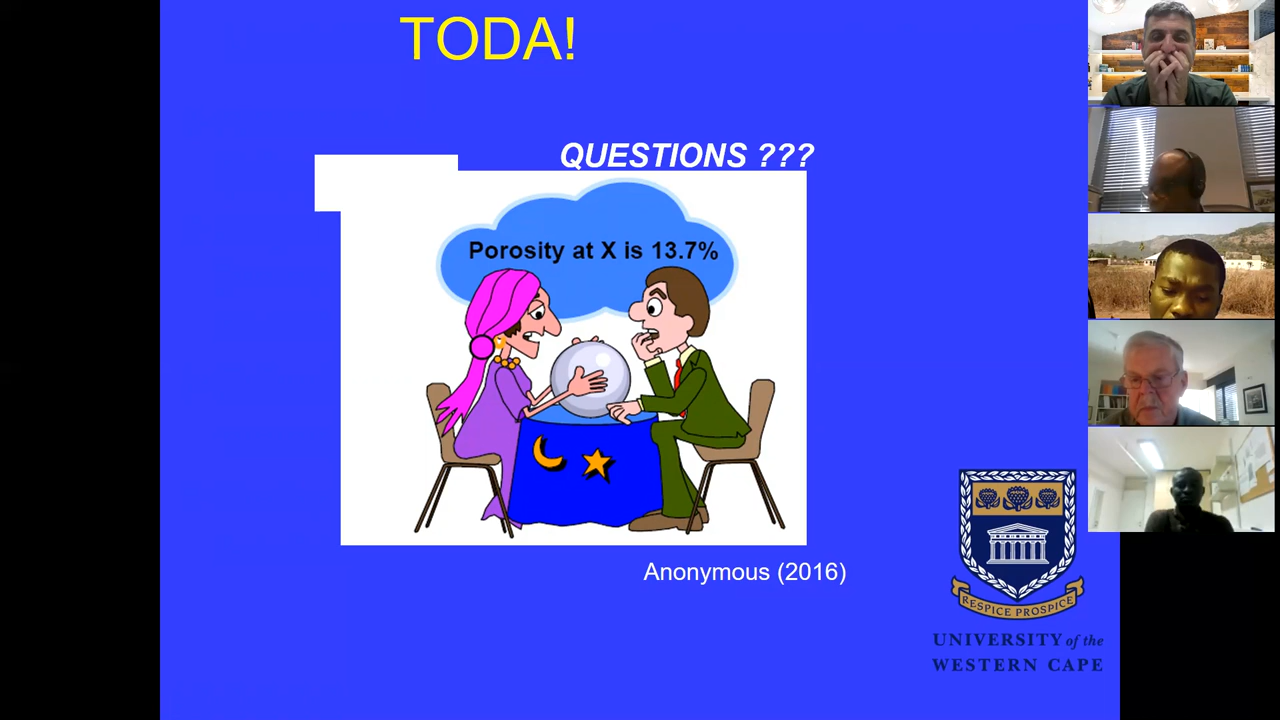 TODA!
QUESTIONS ???
Porosity at X is 13.7%
Anonymous (2016)
RESPICE PROSPICE
UNIVERSITY of the
WESTERN CAPE